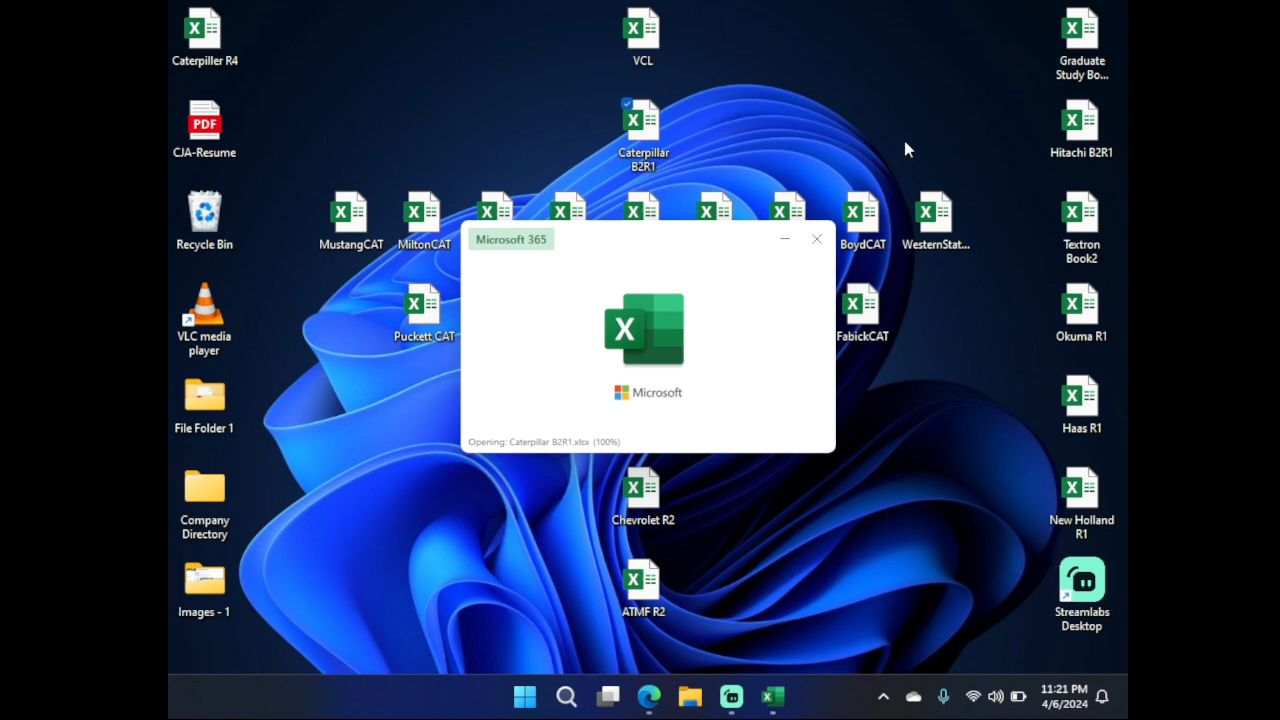 Caterpiller R4
VCL
Graduate
Study Bo...
PDF
CJA-Resume
Caterpillar
B2R1
Hitachi B2R1
Recycle Bin
MustangCAT
MiltonCAT
BoydCAT
WesternStat...
Textron
Book2
Microsoft 365
VLC media
player
Puckett CAT
FabickCAT
Okuma R1
Microsoft
File Folder 1
Haas R1
Opening: Caterpillar B2R1.xlsx (100%)
Company
Directory
Chevrolet R2
New Holland
R1
Images - 1
ATMF R2
Streamlabs
Desktop
11:21 PM
4/6/2024